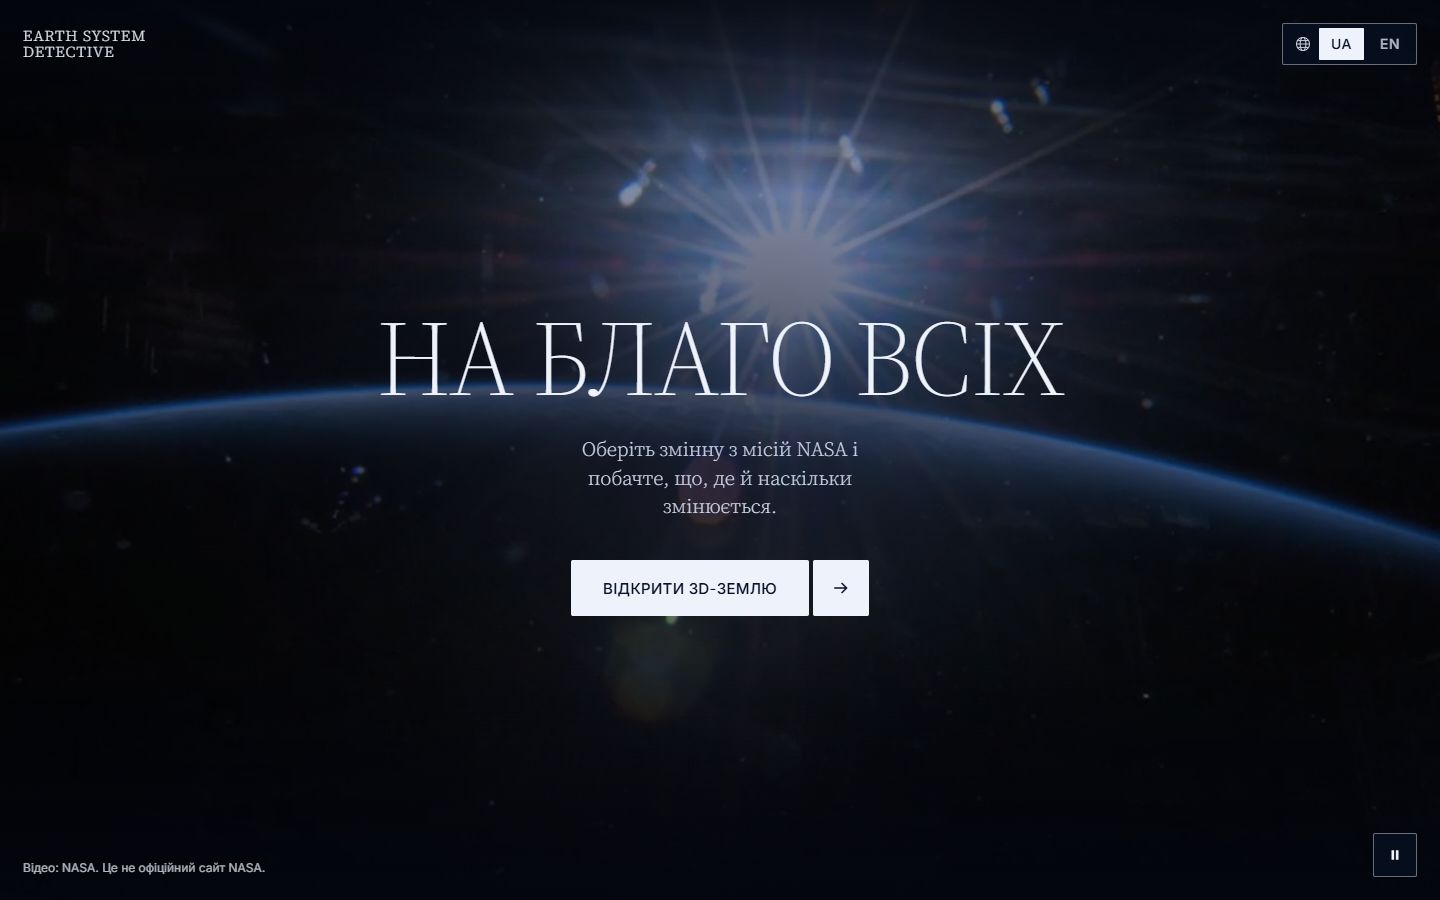 EARTH SYSTEM
DETECTIVE
UA
EN
НА БЛАГО ВСІХ
Оберіть змінну з місій NASA і
побачте, що, де й наскільки
змінюється.
ВІДКРИТИ 3D-ЗЕМЛЮ
Відео: NASA. Це не офіційний сайт NASA.